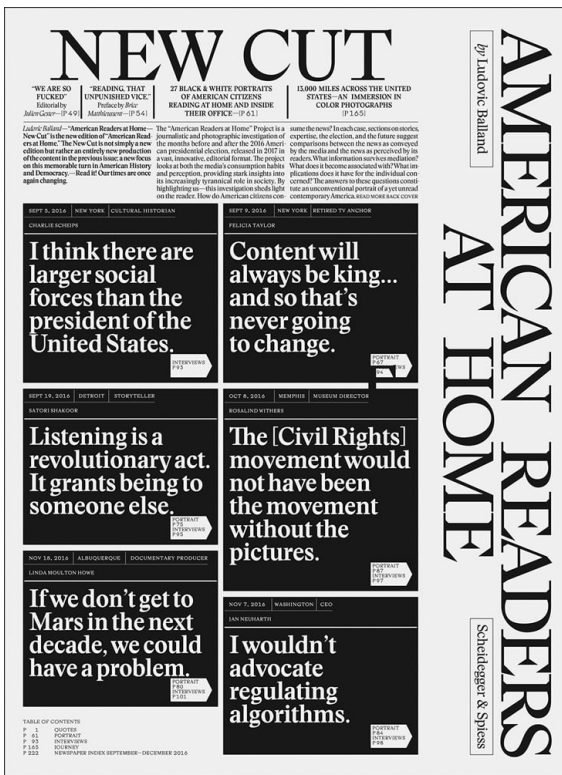 NEW CUT
"WE ARE SO
FUCKED"
Editorial by
Julien Gester—(P 49)
"READING, THAT
UNPUNISHED VICE."
Preface by Brice
Matthieussent—(P 54)
27 BLACK & WHITE PORTRAITS
OF AMERICAN CITIZENS
READING AT HOME AND INSIDE
THEIR OFFICE—(P 61)
13,000 MILES ACROSS THE UNITED
STATES—AN IMMERSION IN
COLOR PHOTOGRAPHS
(P 165)
Ludovic Balland—"American Readers at Home—
New Cut" is the new edition of "American Read-
ers at Home." The New Cut is not simply a new
edition but rather an entirely new production
of the content in the previous issue: a new focus
on this memorable turn in American History
and Democracy.—Read it! Our times are once
again changing.
The "American Readers at Home" Project is a
journalistic and photographic investigation of
the months before and after the 2016 Ameri-
can presidential election, released in 2017 in
a vast, innovative, editorial format. The project
looks at both the media's consumption habits
and perception, providing stark insights into
its increasingly tyrannical role in society. By
highlighting us—this investigation sheds light
on the reader. How do American citizens con-
sume the news? In each case, sections on stories,
expertise, the election, and the future suggest
comparisons between the news as conveyed
by the media and the news as perceived by its
readers. What information survives mediation?
What does it become associated with? What im-
plications does it have for the individual con-
cerned? The answers to these questions consti-
tute an unconventional portrait of a yet unread
contemporary America. READ MORE BACK COVER
SEPT 5, 2016 NEW YORK CULTURAL HISTORIAN
CHARLIE SCHEIPS
I think there are
larger social
forces than the
president of the
United States.
INTERVIEWS
P 93
SEPT 9, 2016 NEW YORK RETIRED TV ANCHOR
FELICIA TAYLOR
Content will
always be king...
and so that's
never going
to change.
PORTRAIT
P 67
94
SEPT 19, 2016 DETROIT STORYTELLER
SATORI SHAKOOR
Listening is a
revolutionary act.
It grants being to
someone else.
PORTRAIT
P 75
INTERVIEWS
P 95
OCT 8, 2016 MEMPHIS MUSEUM DIRECTOR
ROSALIND WITHERS
The [Civil Rights]
movement would
not have been
the movement
without the
pictures.
PORTRAIT
P 87
INTERVIEWS
P 97
NOV 18, 2016 ALBUQUERQUE DOCUMENTARY PRODUCER
LINDA MOULTON HOWE
If we don't get to
Mars in the next
decade, we could
have a problem.
PORTRAIT
P 80
INTERVIEWS
P 101
NOV 7, 2016 WASHINGTON CEO
JAN NEUHARTH
I wouldn't
advocate
regulating
algorithms.
PORTRAIT
P 84
INTERVIEWS
P 98
TABLE OF CONTENTS
P 1 QUOTES
P 61 PORTRAIT
P 93 INTERVIEWS
P 165 JOURNEY
P 222 NEWSPAPER INDEX SEPTEMBER–DECEMBER 2016
AMERICAN READERS
AT HOME
by Ludovic Balland
Scheidegger & Spiess